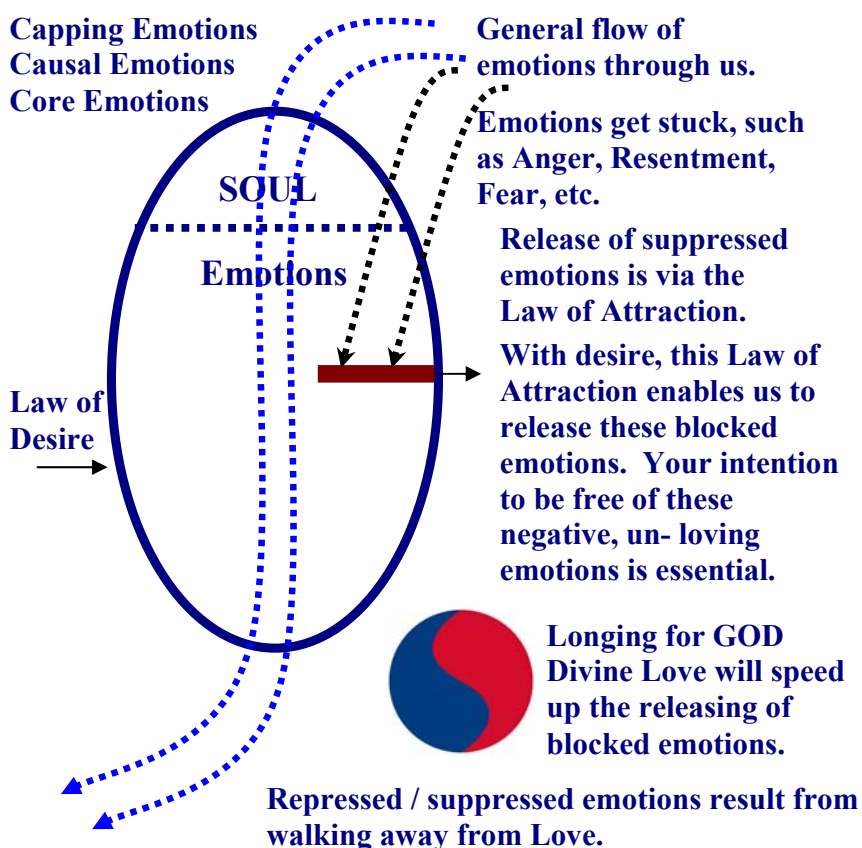 Capping Emotions
Causal Emotions
Core Emotions
General flow of
emotions through us.
Emotions get stuck, such
as Anger, Resentment,
Fear, etc.
SOUL
Emotions
Release of suppressed
emotions is via the
Law of Attraction.
With desire, this Law of
Attraction enables us to
release these blocked
emotions. Your intention
to be free of these
negative, un- loving
emotions is essential.
Law of
Desire
Longing for GOD
Divine Love will speed
up the releasing of
blocked emotions.
Repressed / suppressed emotions result from
walking away from Love.